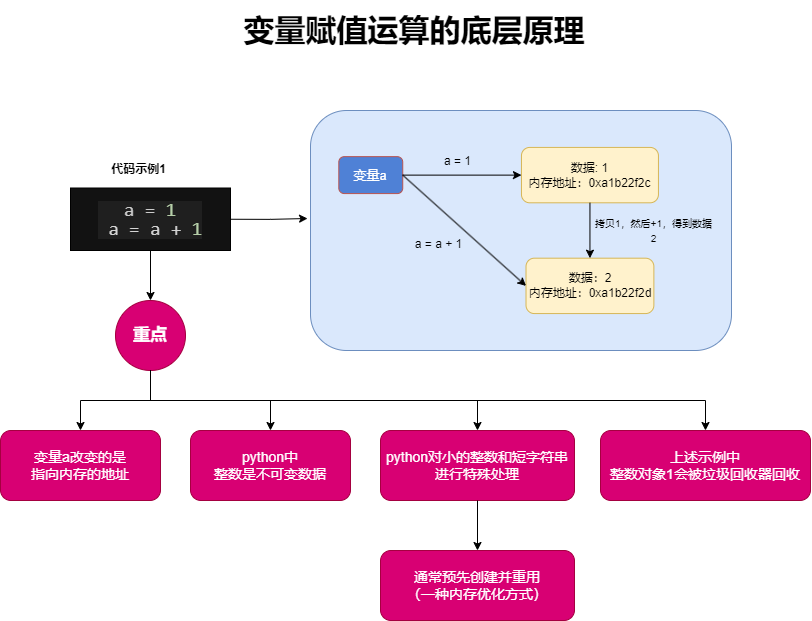 变量赋值运算的底层原理
代码示例1
a = 1
a = a + 1
变量a
a = 1
a = a + 1
数据: 1
内存地址：0xa1b22f2c
拷贝1，然后+1，得到数据
2
数据：2
内存地址：0xa1b22f2d
重点
变量a改变的是
指向内存的地址
python中
整数是不可变数据
python对小的整数和短字符串
进行特殊处理
上述示例中
整数对象1会被垃圾回收器回收
通常预先创建并重用
（一种内存优化方式）